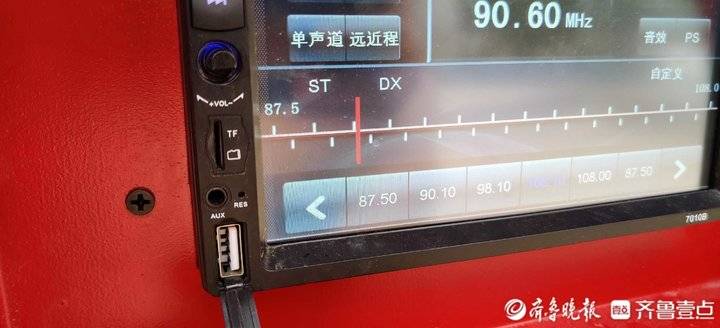 90.60 MHz
单声道 远近程
音效 PS
ST DX
自定义
87.5
108.0
+VOL-
TF
RES
AUX
87.50 90.10 98.10 108.00 87.50
7010B
齐鲁晚报 齐鲁壹点